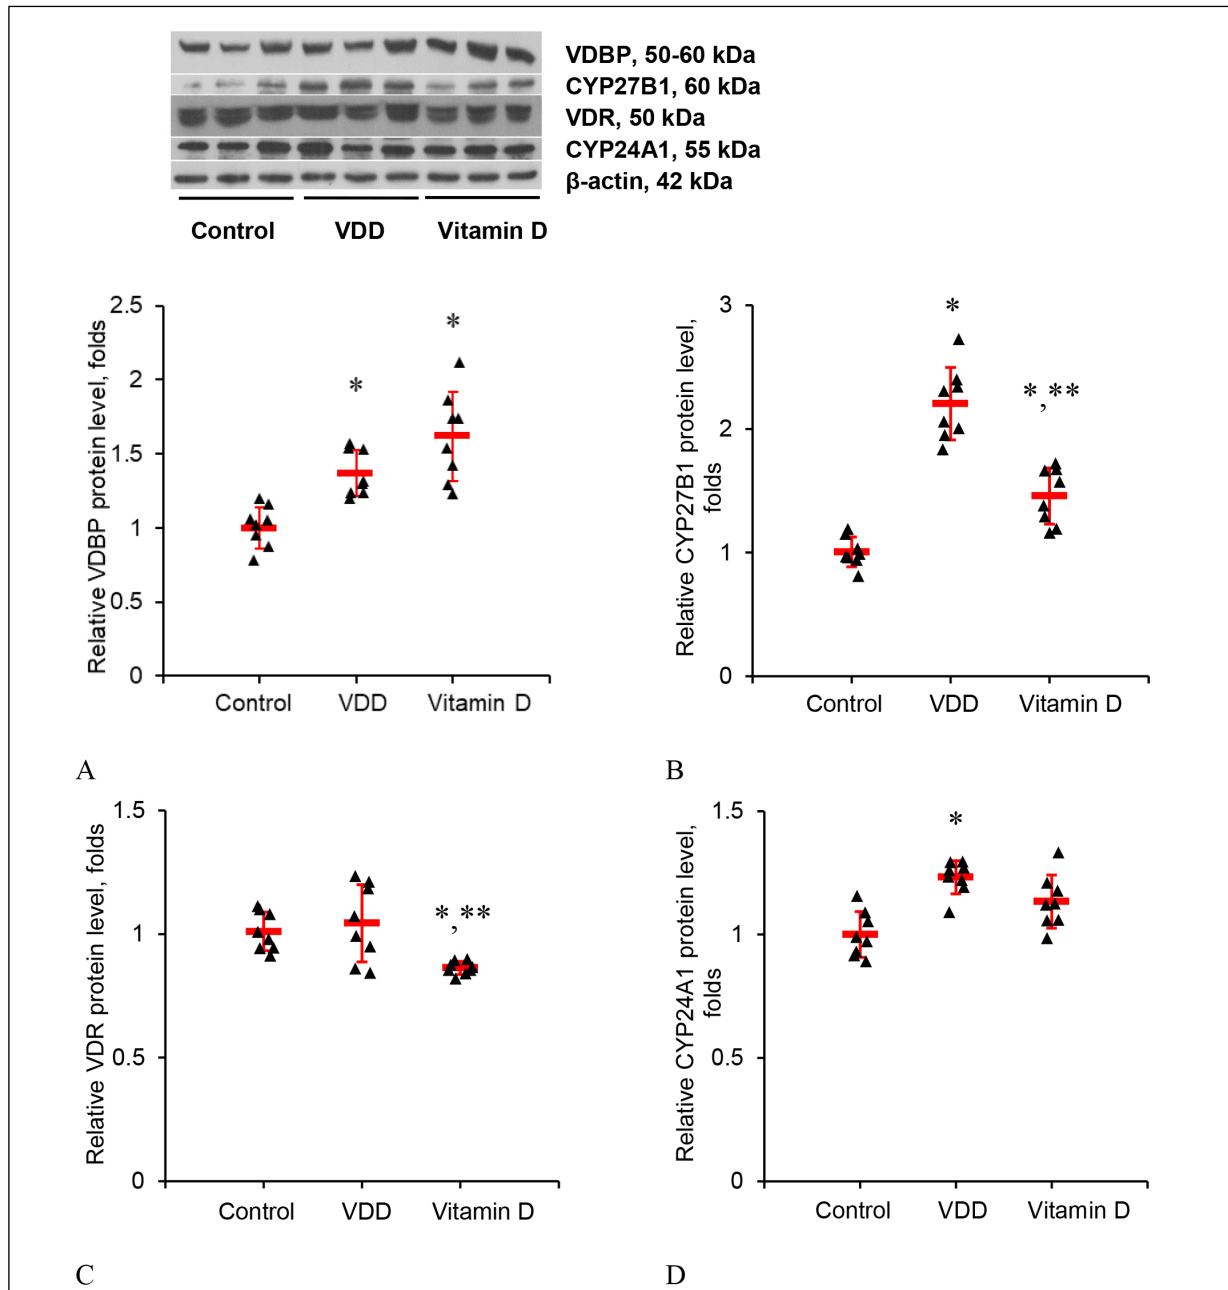 VDBP, 50-60 kDa
CYP27B1, 60 kDa
VDR, 50 kDa
CYP24A1, 55 kDa
β-actin, 42 kDa
Control VDD Vitamin D
Relative VDBP protein level, folds
2.5
2
1.5
1
0.5
0
*
*
Control VDD Vitamin D
A
Relative CYP27B1 protein level,
folds
3
2
1
0
*
*,**
Control VDD Vitamin D
B
Relative VDR protein level, folds
1.5
1
0.5
0
*,**
Control VDD Vitamin D
C
Relative CYP24A1 protein level,
folds
1.5
1
0.5
0
*
Control VDD Vitamin D
D